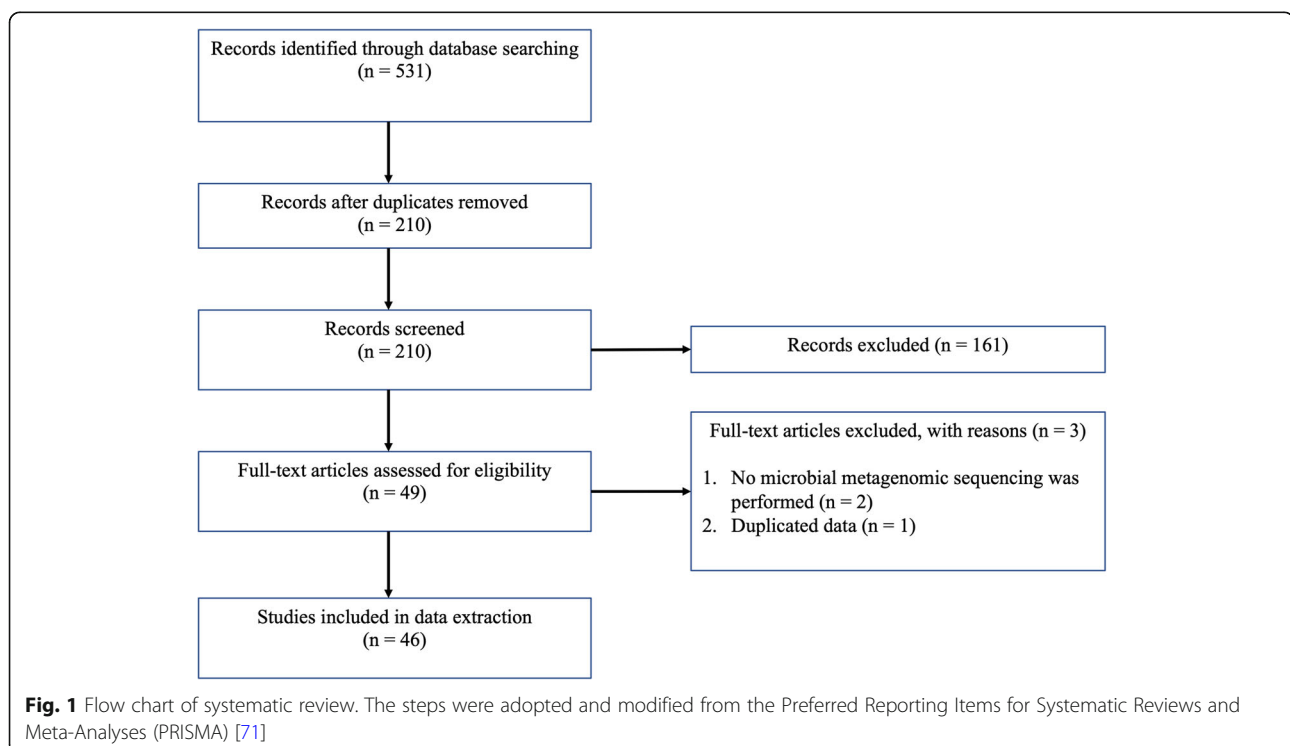 Records identified through database searching
(n = 531)
Records after duplicates removed
(n = 210)
Records screened
(n = 210)
Records excluded (n = 161)
Full-text articles assessed for eligibility
(n = 49)
Full-text articles excluded, with reasons (n = 3)
1. No microbial metagenomic sequencing was
performed (n = 2)
2. Duplicated data (n = 1)
Studies included in data extraction
(n = 46)
Fig. 1 Flow chart of systematic review. The steps were adopted and modified from the Preferred Reporting Items for Systematic Reviews and
Meta-Analyses (PRISMA) [71]